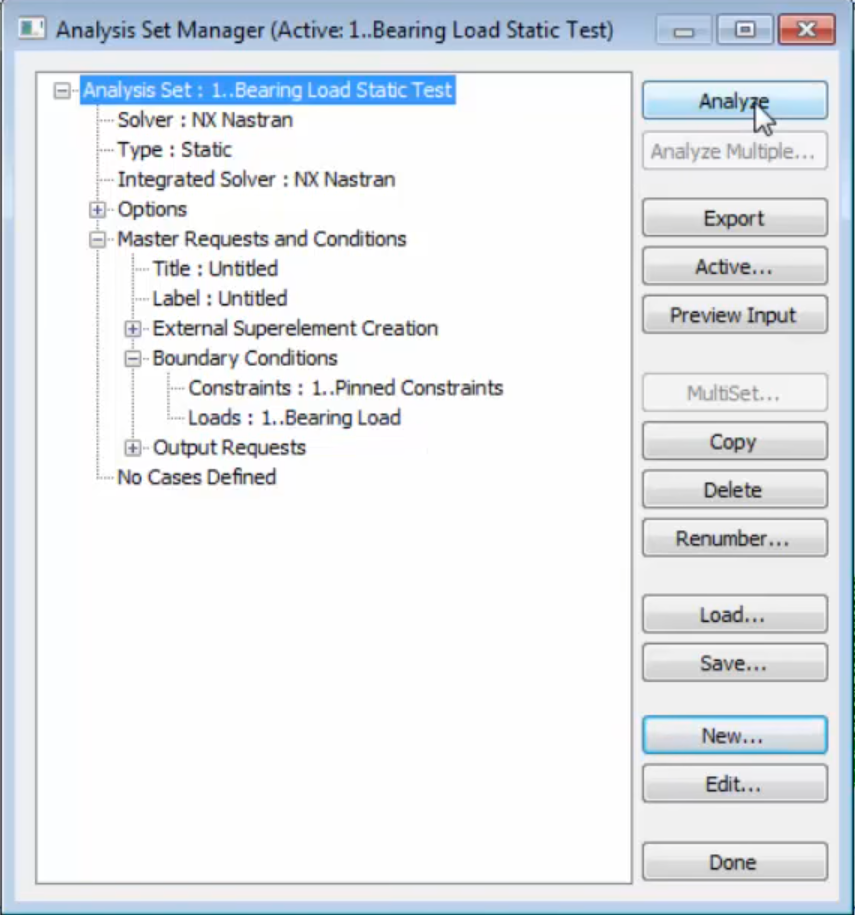 Analysis Set Manager (Active: 1..Bearing Load Static Test)
Analysis Set : 1..Bearing Load Static Test
Solver : NX Nastran
Type : Static
Integrated Solver : NX Nastran
Options
Master Requests and Conditions
Title : Untitled
Label : Untitled
External Superelement Creation
Boundary Conditions
Constraints : 1..Pinned Constraints
Loads : 1..Bearing Load
Output Requests
No Cases Defined
Analyze
Analyze Multiple...
Export
Active...
Preview Input
MultiSet...
Copy
Delete
Renumber...
Load...
Save...
New...
Edit...
Done